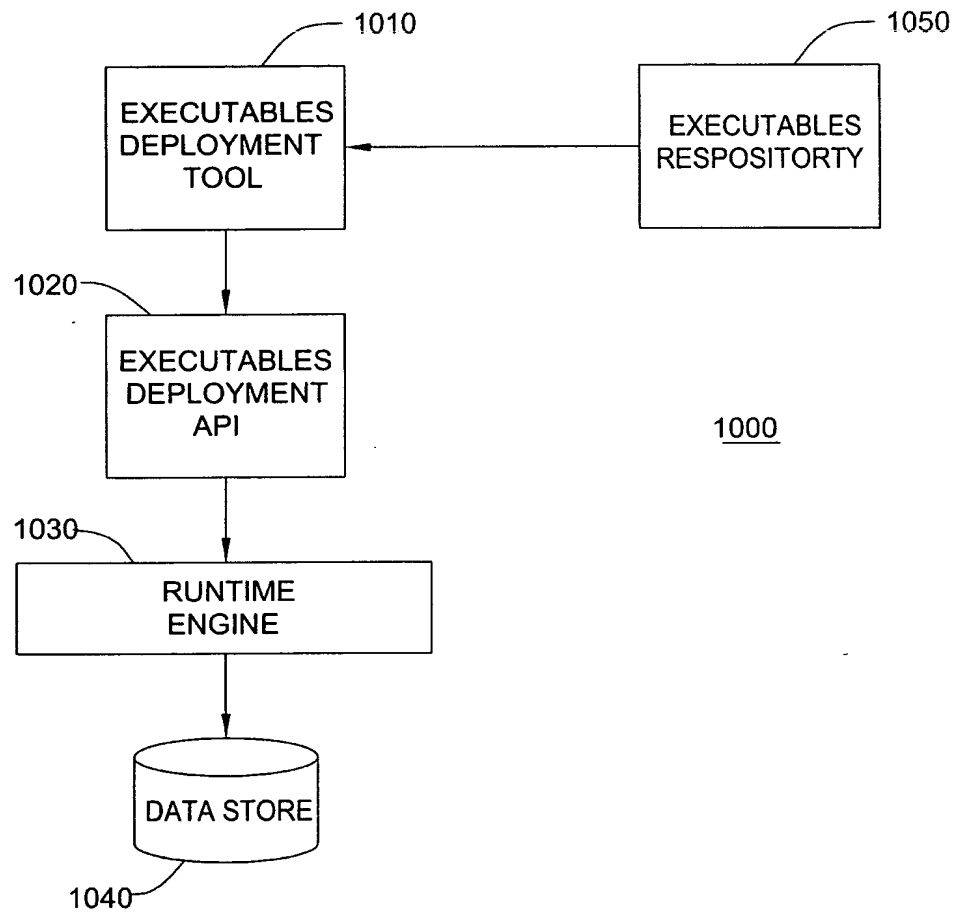 1010
1050
EXECUTABLES
DEPLOYMENT
TOOL
EXECUTABLES
RESPOSITORTY
1020
EXECUTABLES
DEPLOYMENT
API
1000
1030
RUNTIME
ENGINE
DATA STORE
1040